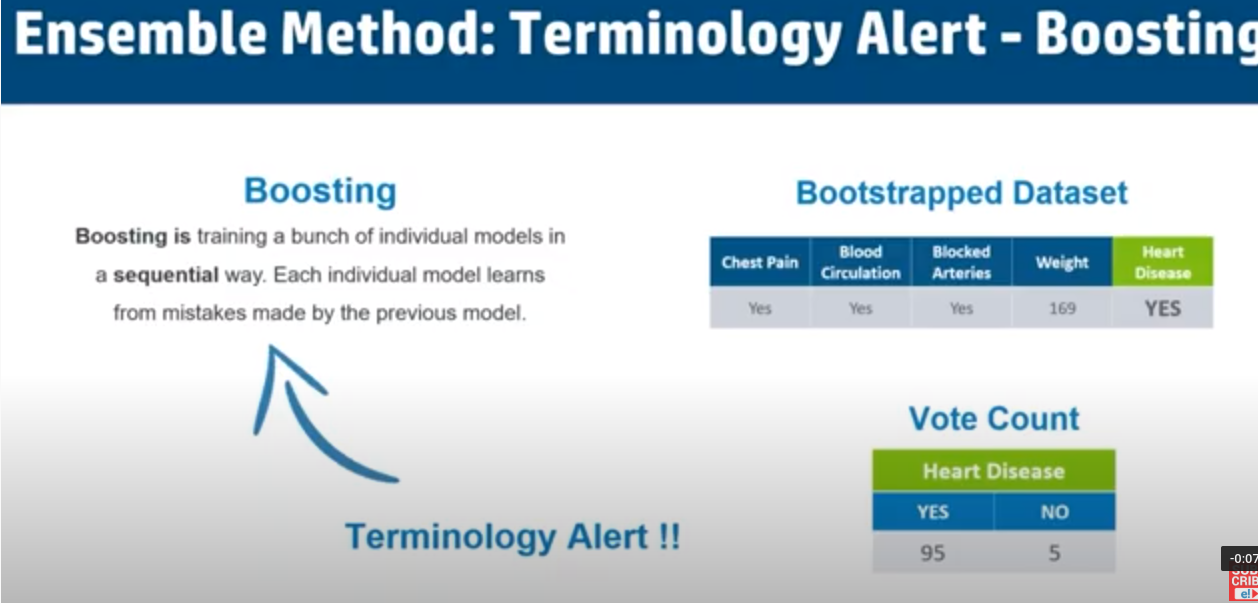 Ensemble Method: Terminology Alert - Boosting
Boosting
Boosting is training a bunch of individual models in
a sequential way. Each individual model learns
from mistakes made by the previous model.
Terminology Alert !!
Bootstrapped Dataset
Chest Pain Blood Circulation Blocked Arteries Weight Heart Disease
Yes Yes Yes 169 YES
Vote Count
Heart Disease
YES NO
95 5
-0:07
SUB
CRIB
e!